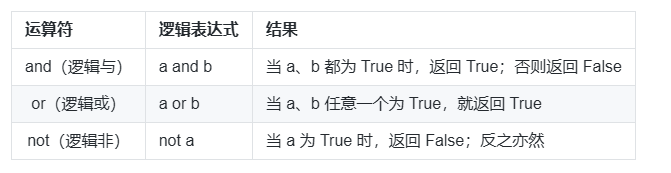 运算符 逻辑表达式 结果
and（逻辑与） a and b 当 a、b 都为 True 时，返回 True；否则返回 False
or（逻辑或） a or b 当 a、b 任意一个为 True，就返回 True
not（逻辑非） not a 当 a 为 True 时，返回 False；反之亦然